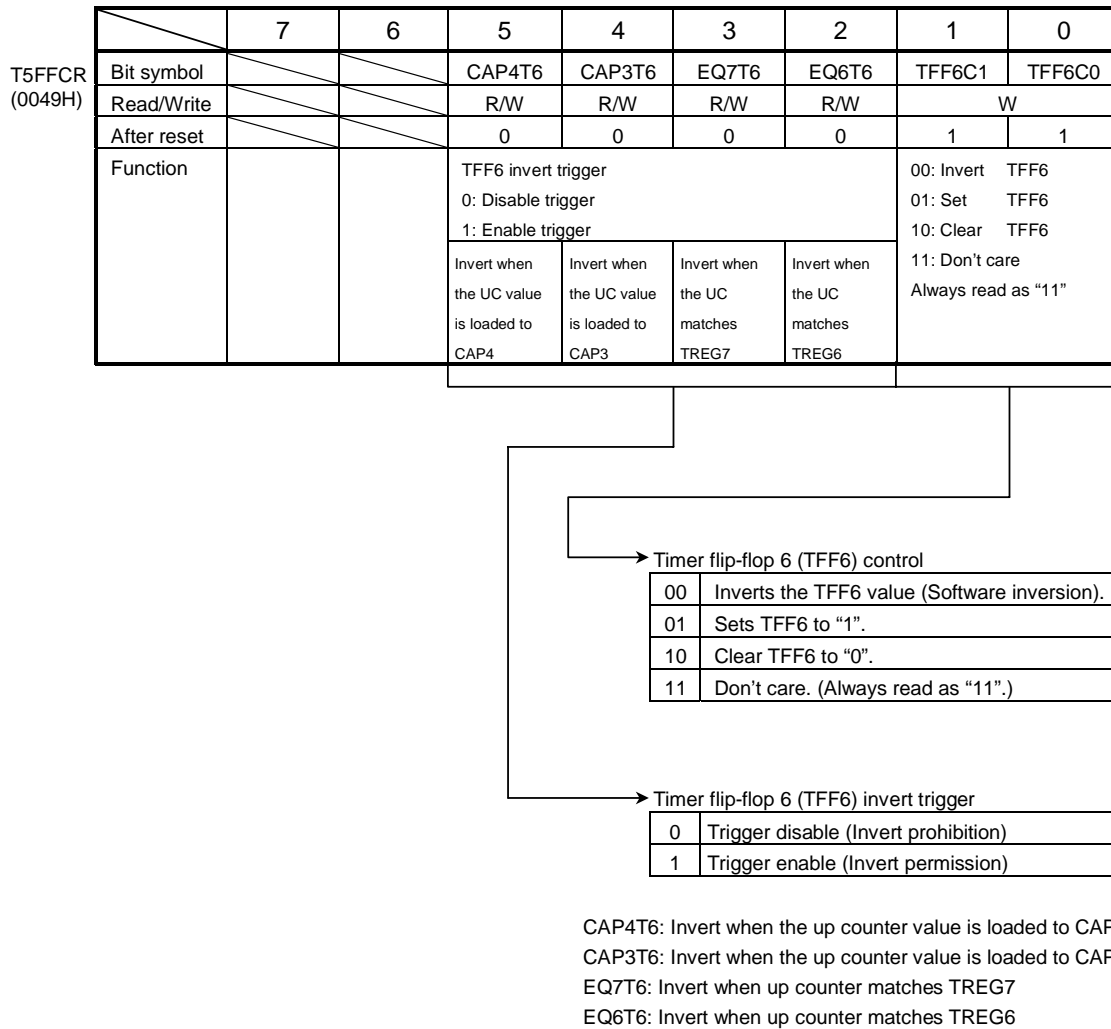 7 6 5 4 3 2 1 0
T5FFCR (0049H)
Bit symbol CAP4T6 CAP3T6 EQ7T6 EQ6T6 TFF6C1 TFF6C0
Read/Write R/W R/W R/W R/W W
After reset 0 0 0 0 1 1
Function
TFF6 invert trigger
0: Disable trigger
1: Enable trigger
Invert when
the UC value
is loaded to
CAP4
Invert when
the UC value
is loaded to
CAP3
Invert when
the UC
matches
TREG7
Invert when
the UC
matches
TREG6
00: Invert TFF6
01: Set TFF6
10: Clear TFF6
11: Don't care
Always read as “11”
Timer flip-flop 6 (TFF6) control
00 Inverts the TFF6 value (Software inversion).
01 Sets TFF6 to “1”.
10 Clear TFF6 to “0”.
11 Don't care. (Always read as “11”.)
Timer flip-flop 6 (TFF6) invert trigger
0 Trigger disable (Invert prohibition)
1 Trigger enable (Invert permission)
CAP4T6: Invert when the up counter value is loaded to
CAP3T6: Invert when the up counter value is loaded to
EQ7T6: Invert when up counter matches TREG7
EQ6T6: Invert when up counter matches TREG6